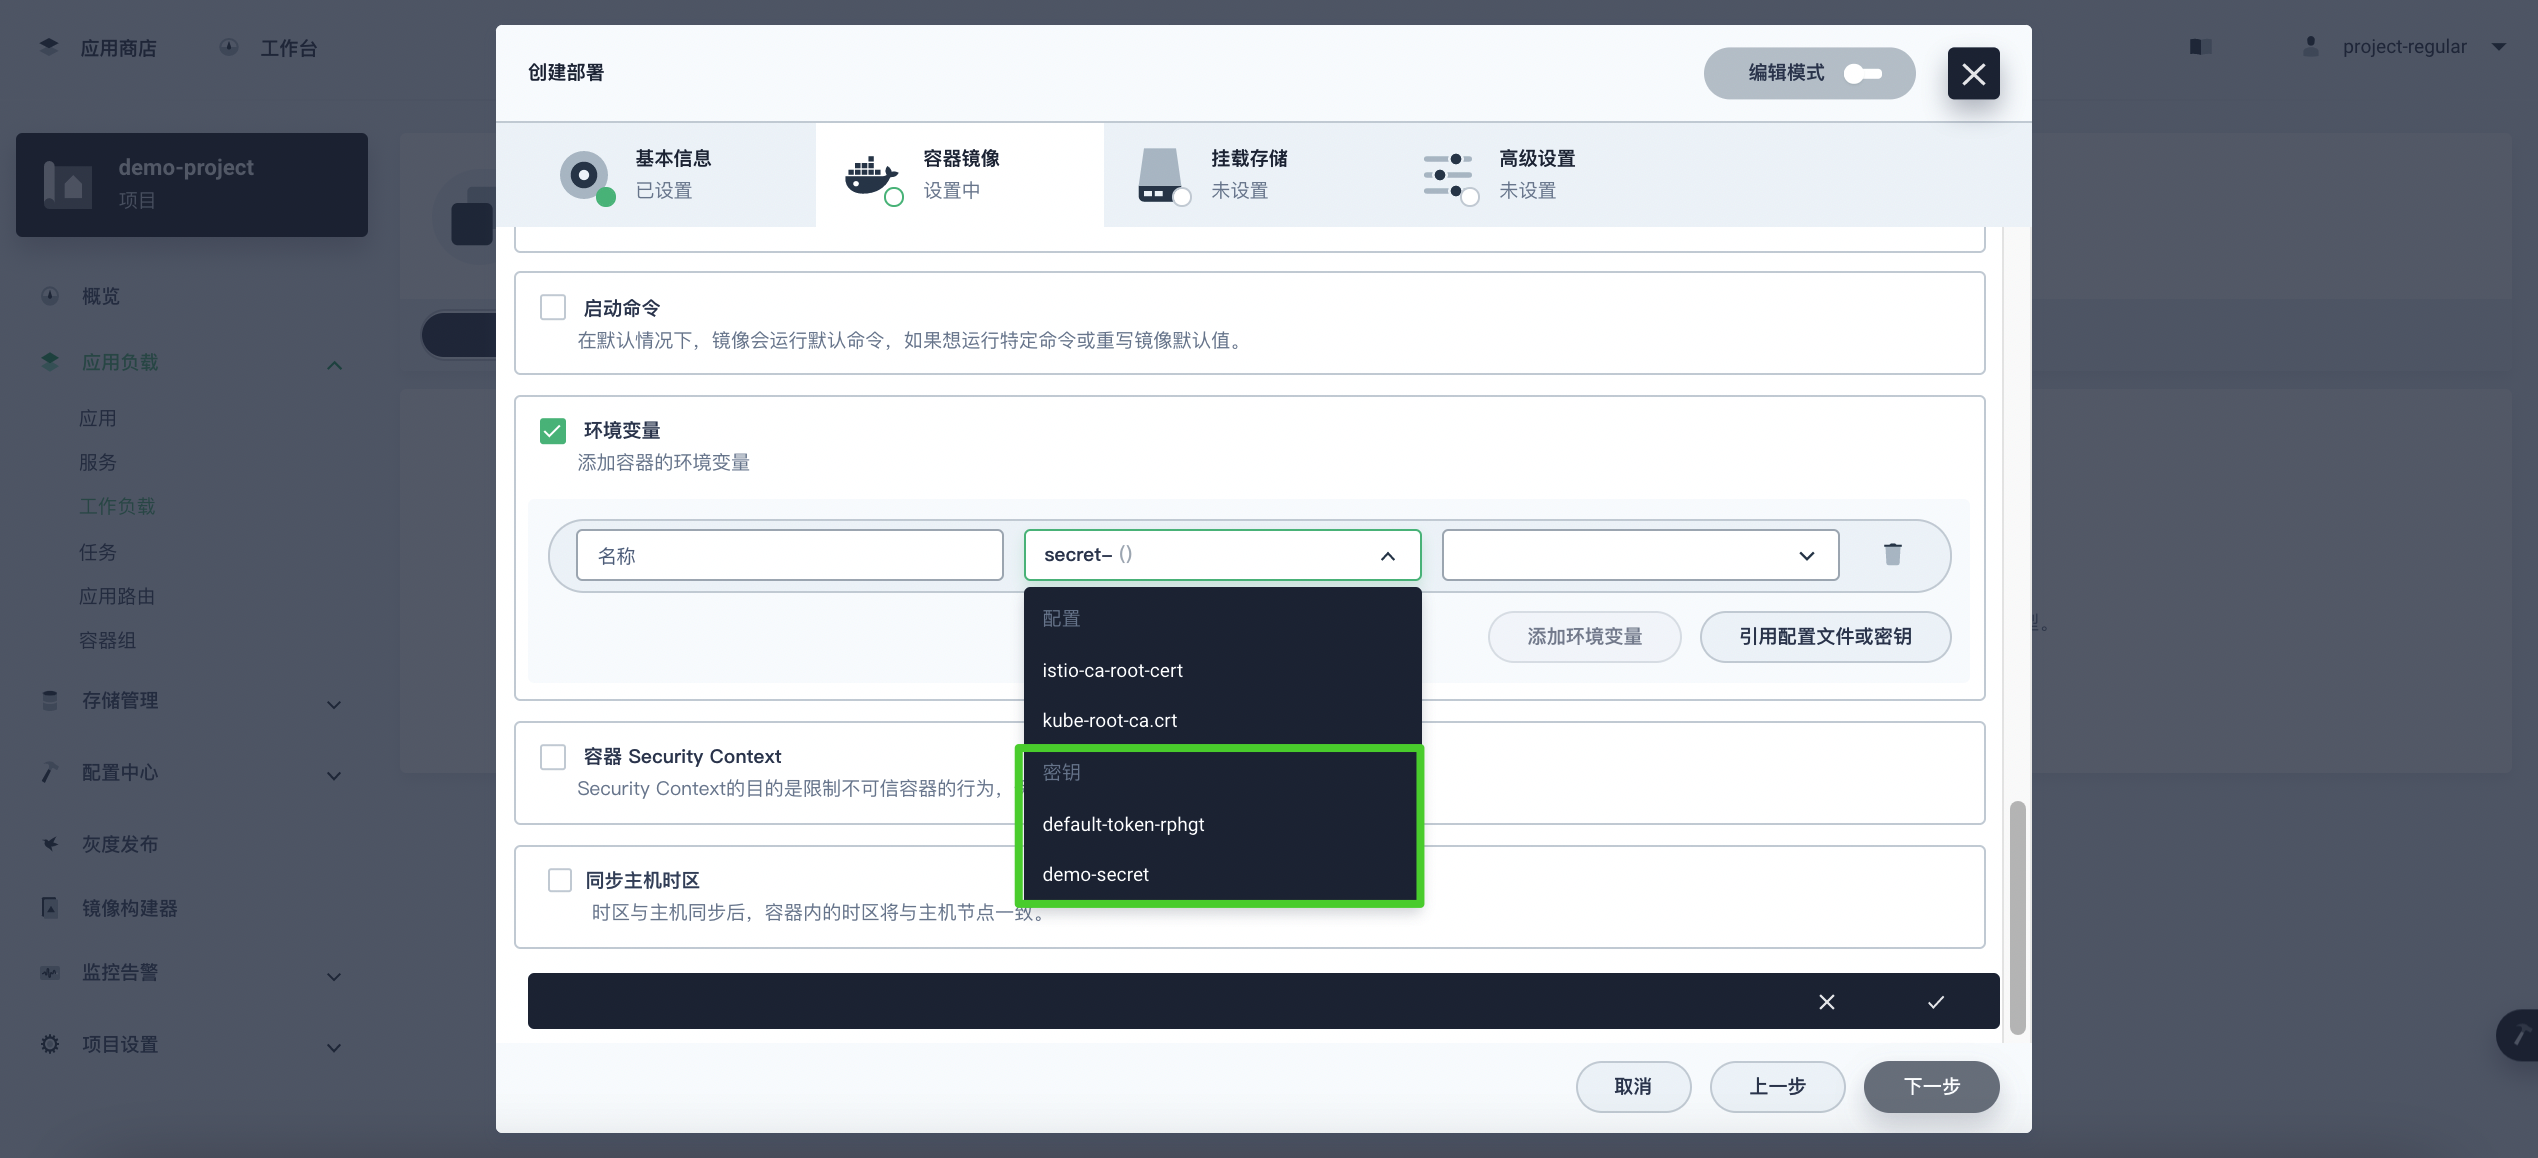 应用商店
工作台
project-regular
demo-project
项目
概览
应用负载
应用
服务
工作负载
任务
应用路由
容器组
存储管理
配置中心
灰度发布
镜像构建器
监控告警
项目设置
创建部署
编辑模式
基本信息
已设置
容器镜像
设置中
挂载存储
未设置
高级设置
未设置
启动命令
在默认情况下，镜像会运行默认命令，如果想运行特定命令或重写镜像默认值。
环境变量
添加容器的环境变量
名称
secret- ()
配置
istio-ca-root-cert
kube-root-ca.crt
密钥
default-token-rphgt
demo-secret
添加环境变量
引用配置文件或密钥
容器 Security Context
Security Context的目的是限制不可信容器的行为，
同步主机时区
时区与主机同步后，容器内的时区将与主机节点一致。
取消
上一步
下一步